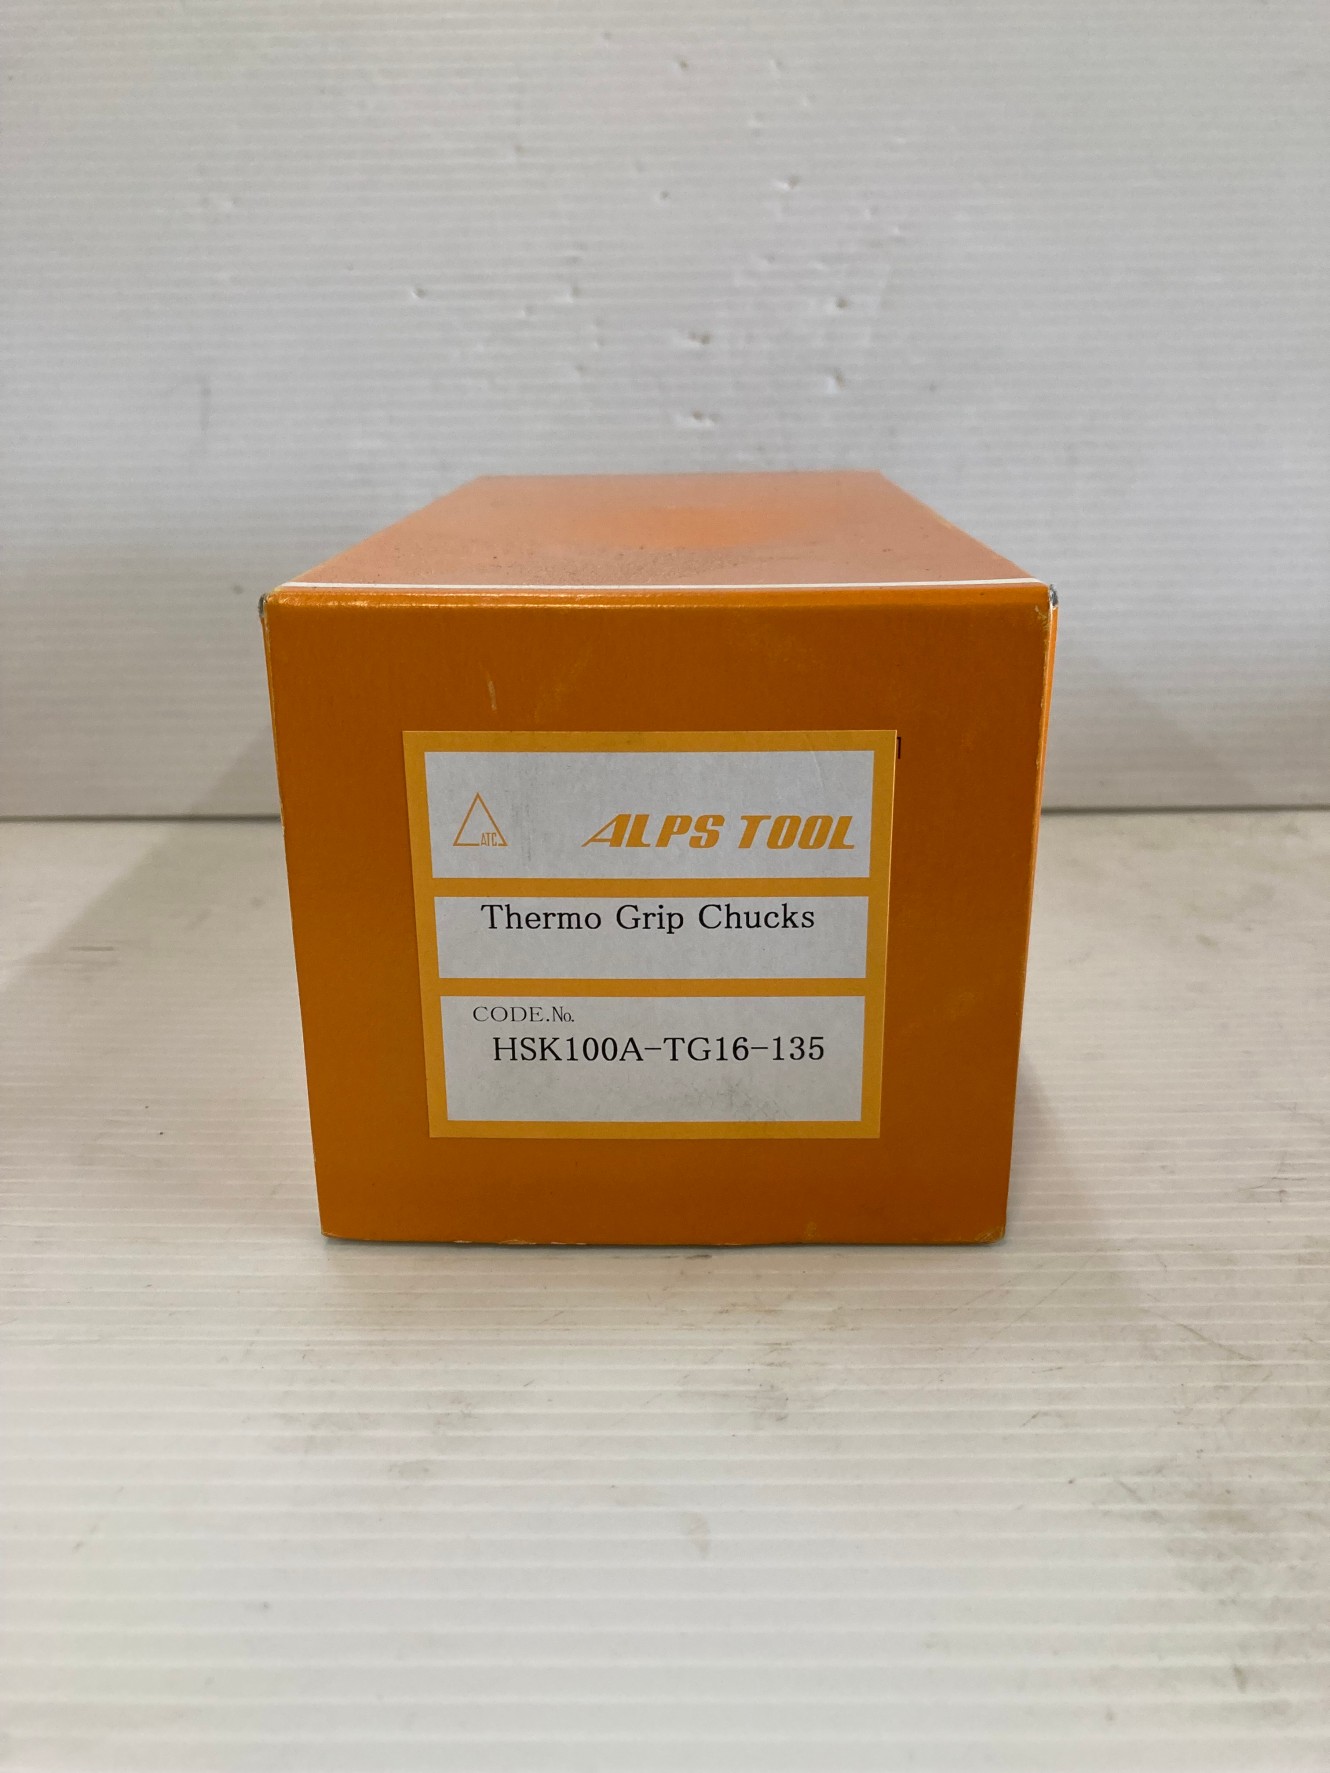 ATC
ALPS TOOL
Thermo Grip Chucks
CODE.No.
HSK100A-TG16-135